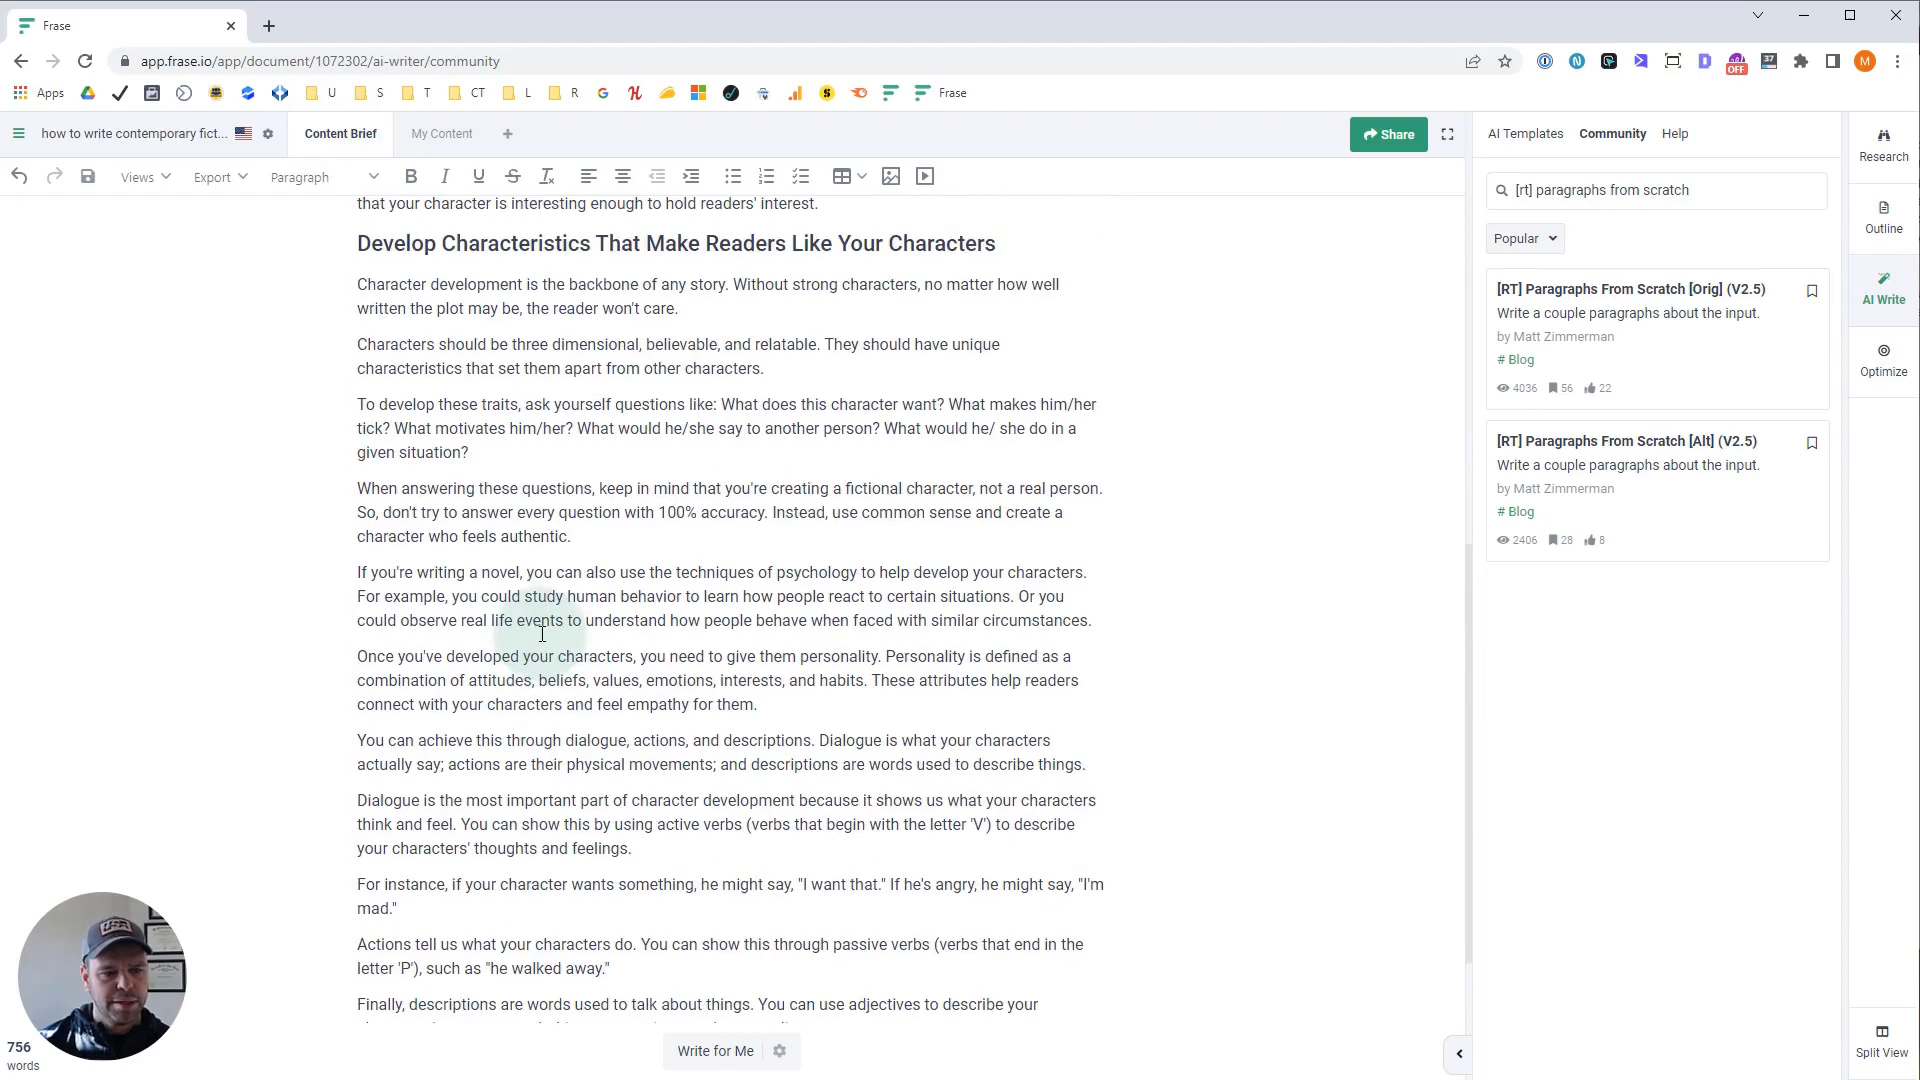 Frase
app.frase.io/app/document/1072302/ai-writer/community
OFF
37
M
Apps
U
S
T
CT
L
R
Frase
how to write contemporary fict...
Content Brief
My Content
Share
AI Templates
Community
Help
Research
Views
Export
Paragraph
[rt] paragraphs from scratch
Popular
Outline
that your character is interesting enough to hold readers' interest.
Develop Characteristics That Make Readers Like Your Characters
Character development is the backbone of any story. Without strong characters, no matter how well
written the plot may be, the reader won't care.
Characters should be three dimensional, believable, and relatable. They should have unique
characteristics that set them apart from other characters.
To develop these traits, ask yourself questions like: What does this character want? What makes him/her
tick? What motivates him/her? What would he/she say to another person? What would he/ she do in a
given situation?
When answering these questions, keep in mind that you're creating a fictional character, not a real person.
So, don't try to answer every question with 100% accuracy. Instead, use common sense and create a
character who feels authentic.
If you're writing a novel, you can also use the techniques of psychology to help develop your characters.
For example, you could study human behavior to learn how people react to certain situations. Or you
could observe real life events to understand how people behave when faced with similar circumstances.
Once you've developed your characters, you need to give them personality. Personality is defined as a
combination of attitudes, beliefs, values, emotions, interests, and habits. These attributes help readers
connect with your characters and feel empathy for them.
You can achieve this through dialogue, actions, and descriptions. Dialogue is what your characters
actually say; actions are their physical movements; and descriptions are words used to describe things.
Dialogue is the most important part of character development because it shows us what your characters
think and feel. You can show this by using active verbs (verbs that begin with the letter 'V') to describe
your characters' thoughts and feelings.
For instance, if your character wants something, he might say, "I want that." If he's angry, he might say, "I'm
mad."
Actions tell us what your characters do. You can show this through passive verbs (verbs that end in the
letter 'P'), such as "he walked away."
Finally, descriptions are words used to talk about things. You can use adjectives to describe your
[RT] Paragraphs From Scratch [Orig] (V2.5)
Write a couple paragraphs about the input.
by Matt Zimmerman
# Blog
4036
56
22
[RT] Paragraphs From Scratch [Alt] (V2.5)
Write a couple paragraphs about the input.
by Matt Zimmerman
# Blog
2406
28
8
AI Write
Optimize
756
words
Write for Me
Split View